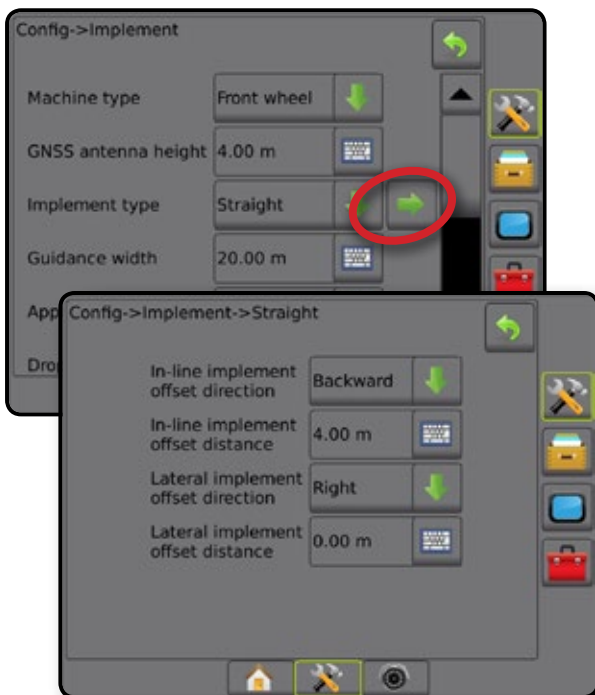 Config->Implement
Machine type Front wheel
GNSS antenna height 4.00 m
Implement type Straight
Guidance width 20.00 m
App
Dro
Config->Implement->Straight
In-line implement
offset direction
Backward
In-line implement
offset distance
4.00 m
Lateral implement
offset direction
Right
Lateral implement
offset distance
0.00 m